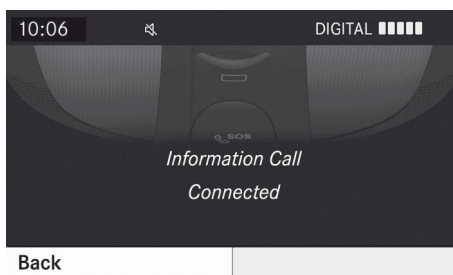 10:06 DIGITAL
SOS
Information Call
Connected
Back